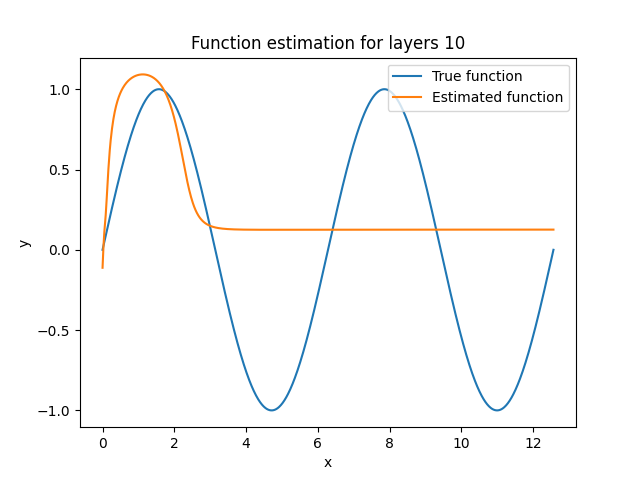 Function estimation for layers 10
True function
Estimated function
1.0
0.5
0.0
−0.5
−1.0
y
0 2 4 6 8 10 12
x